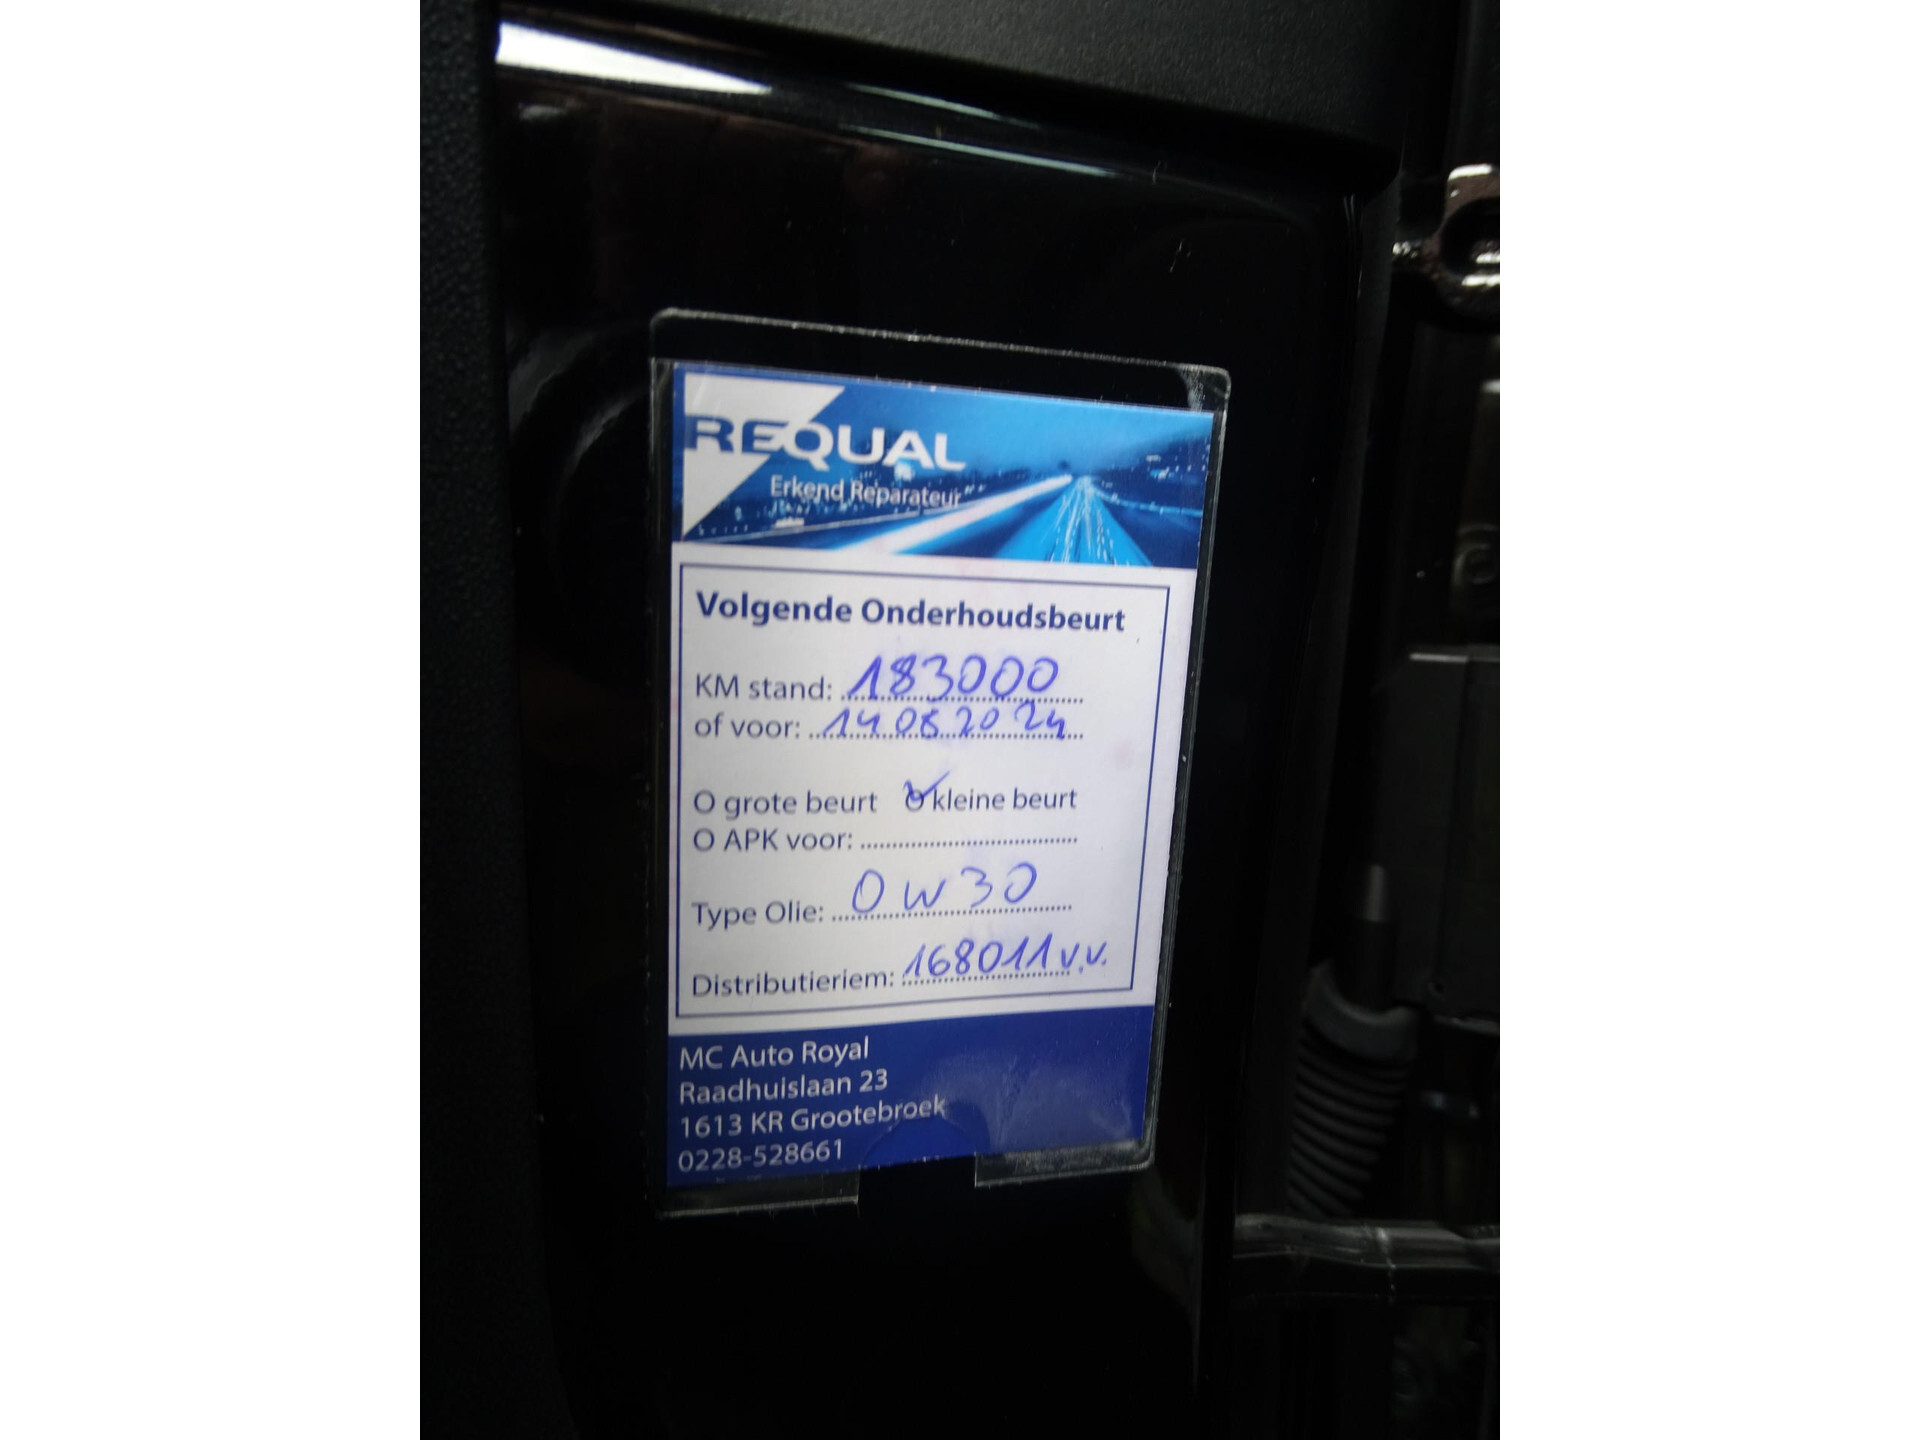 REQUAL
Erkend Reparateur
Volgende Onderhoudsbeurt
KM stand: 183000
of voor: 14 08 2024
O grote beurt O kleine beurt
O APK voor:
Type Olie: 0W30
Distributieriem: 168011 v.v.
MC Auto Royal
Raadhuislaan 23
1613 KR Grootebroek
0228-528661